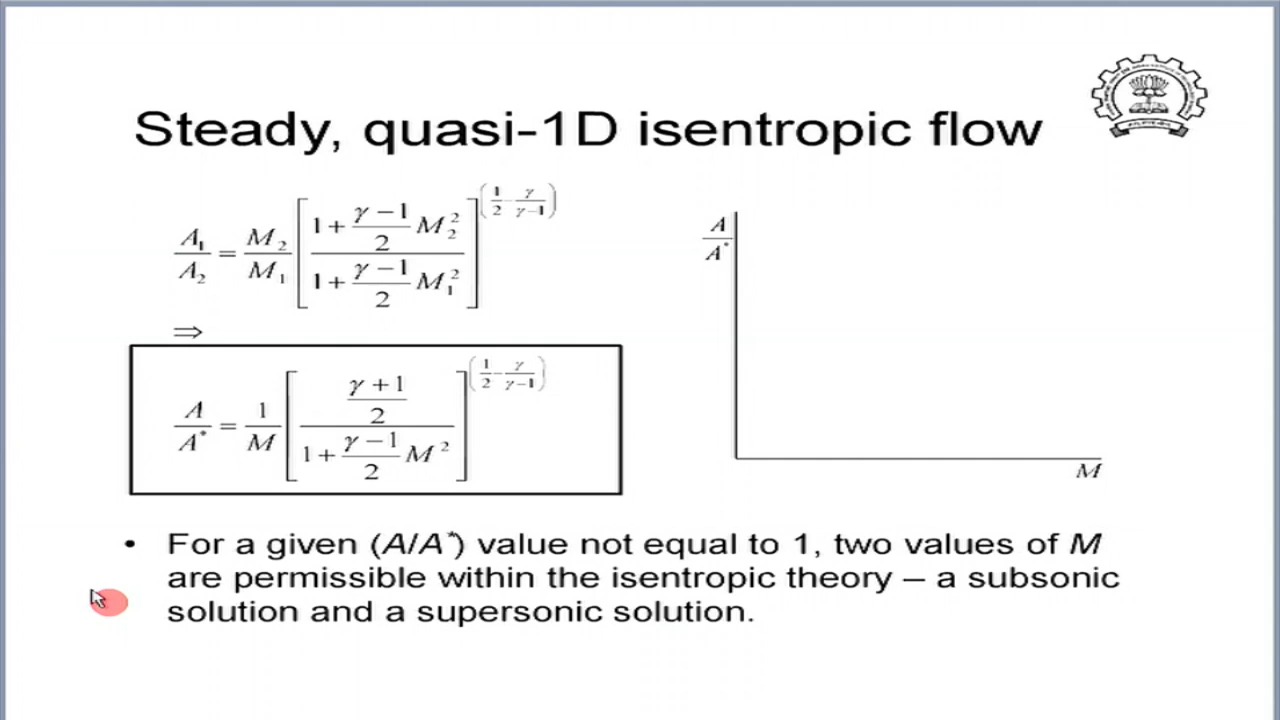 Steady, quasi-1D isentropic flow
A₁/A₂ = M₂/M₁ [(1 + (γ−1)/2 M₂²)/(1 + (γ−1)/2 M₁²)]^(1/2 − γ/(γ−1))
⇒
A/A* = 1/M [((γ+1)/2)/(1 + (γ−1)/2 M²)]^(1/2 − γ/(γ−1))
A/A*
M
• For a given (A/A*) value not equal to 1, two values of M
are permissible within the isentropic theory – a subsonic
solution and a supersonic solution.